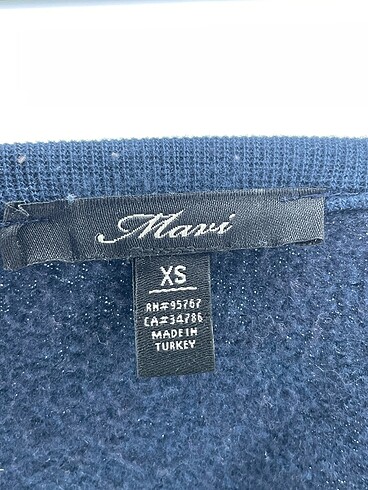 Mavi
XS
RN#95767
CA#34786
MADE IN
TURKEY